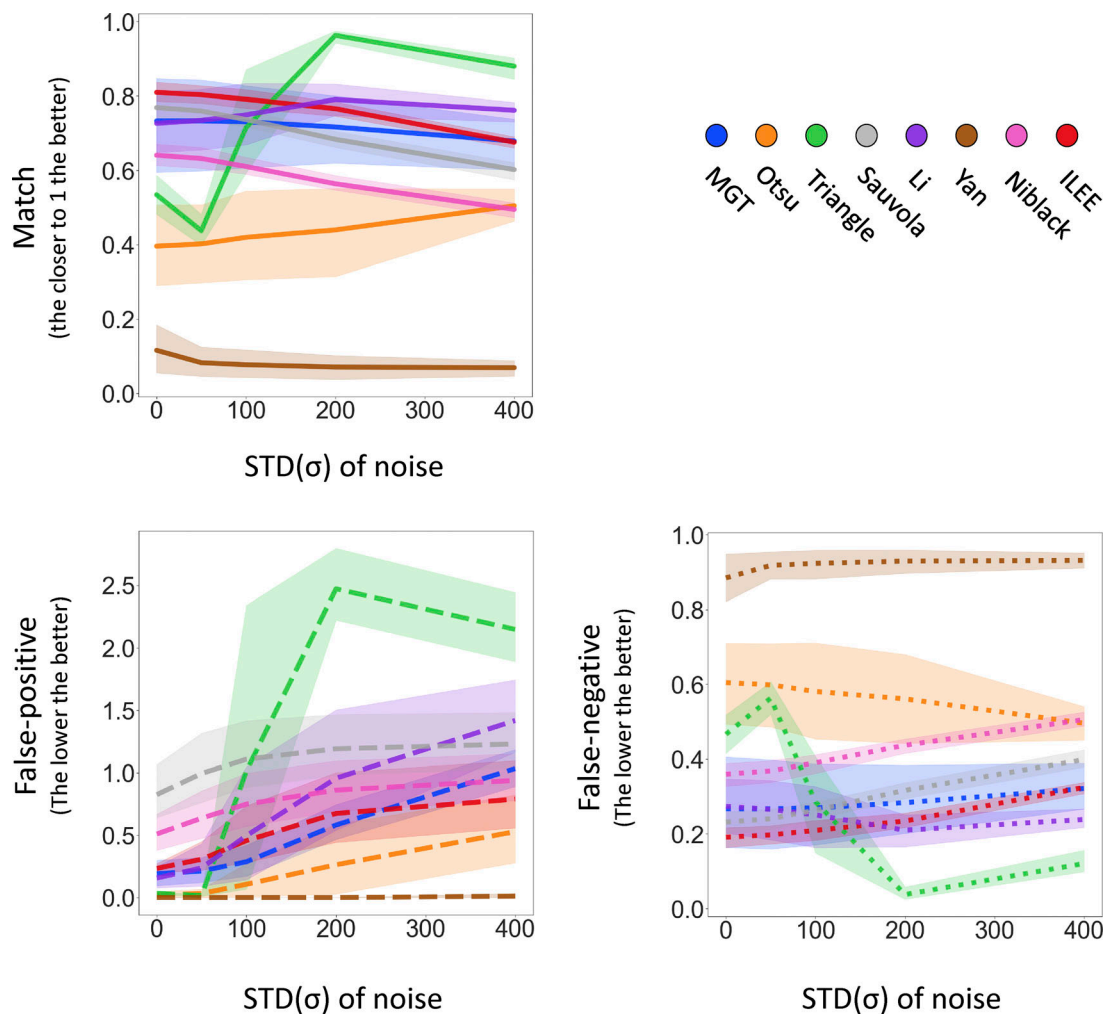 Match
(the closer to 1 the better)
1.0
0.8
0.6
0.4
0.2
0.0
0 100 200 300 400
STD(σ) of noise
MGT
Otsu
Triangle
Sauvola
Li
Yan
Niblack
ILEE
False-positive
(The lower the better)
2.5
2.0
1.5
1.0
0.5
0.0
0 100 200 300 400
STD(σ) of noise
False-negative
(The lower the better)
1.0
0.8
0.6
0.4
0.2
0.0
0 100 200 300 400
STD(σ) of noise